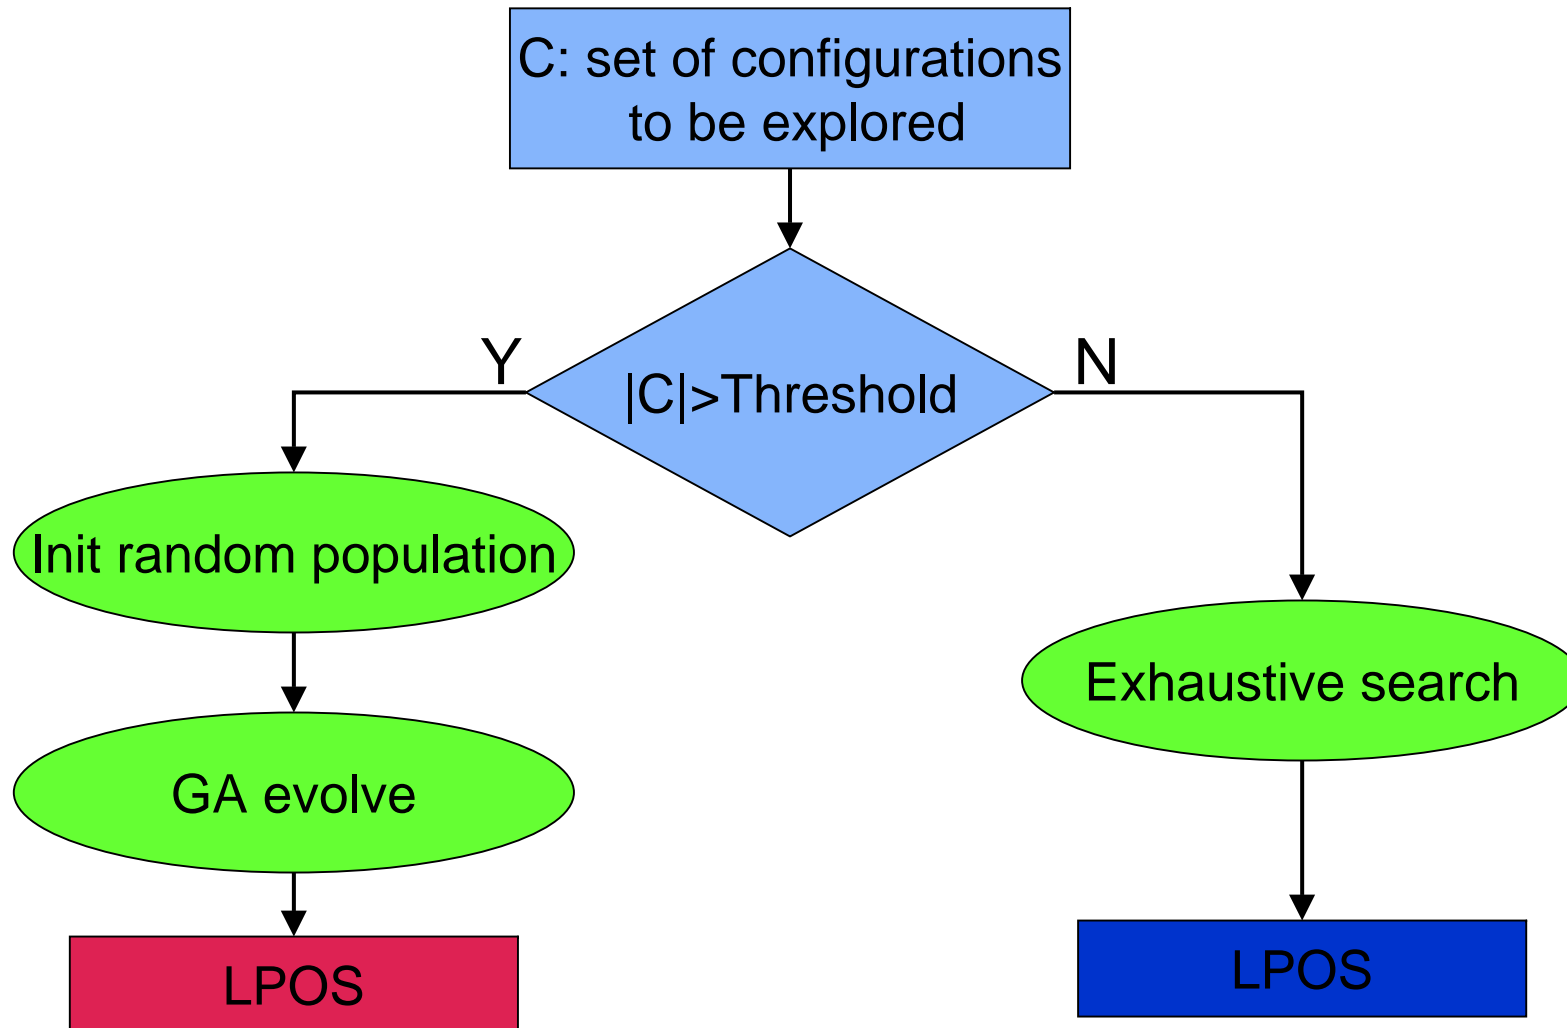 C: set of configurations
to be explored
Y
N
|C|>Threshold
Init random population
Exhaustive search
GA evolve
LPOS
LPOS